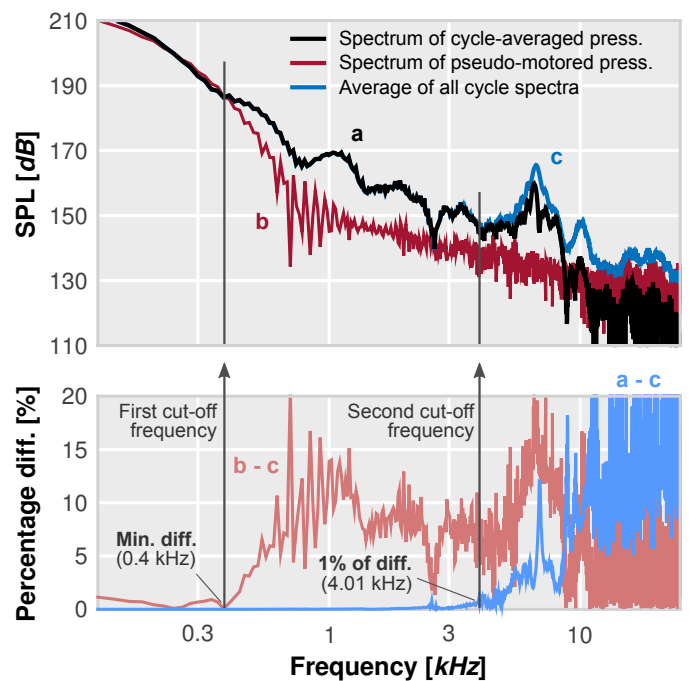 210
190
170
150
130
110
SPL [dB]
Spectrum of cycle-averaged press.
Spectrum of pseudo-motored press.
Average of all cycle spectra
a
b
c
a - c
20
15
10
5
0
Percentage diff. [%]
First cut-off
frequency
Second cut-off
frequency
b - c
Min. diff.
(0.4 kHz)
1% of diff.
(4.01 kHz)
0.3
1
3
10
Frequency [kHz]